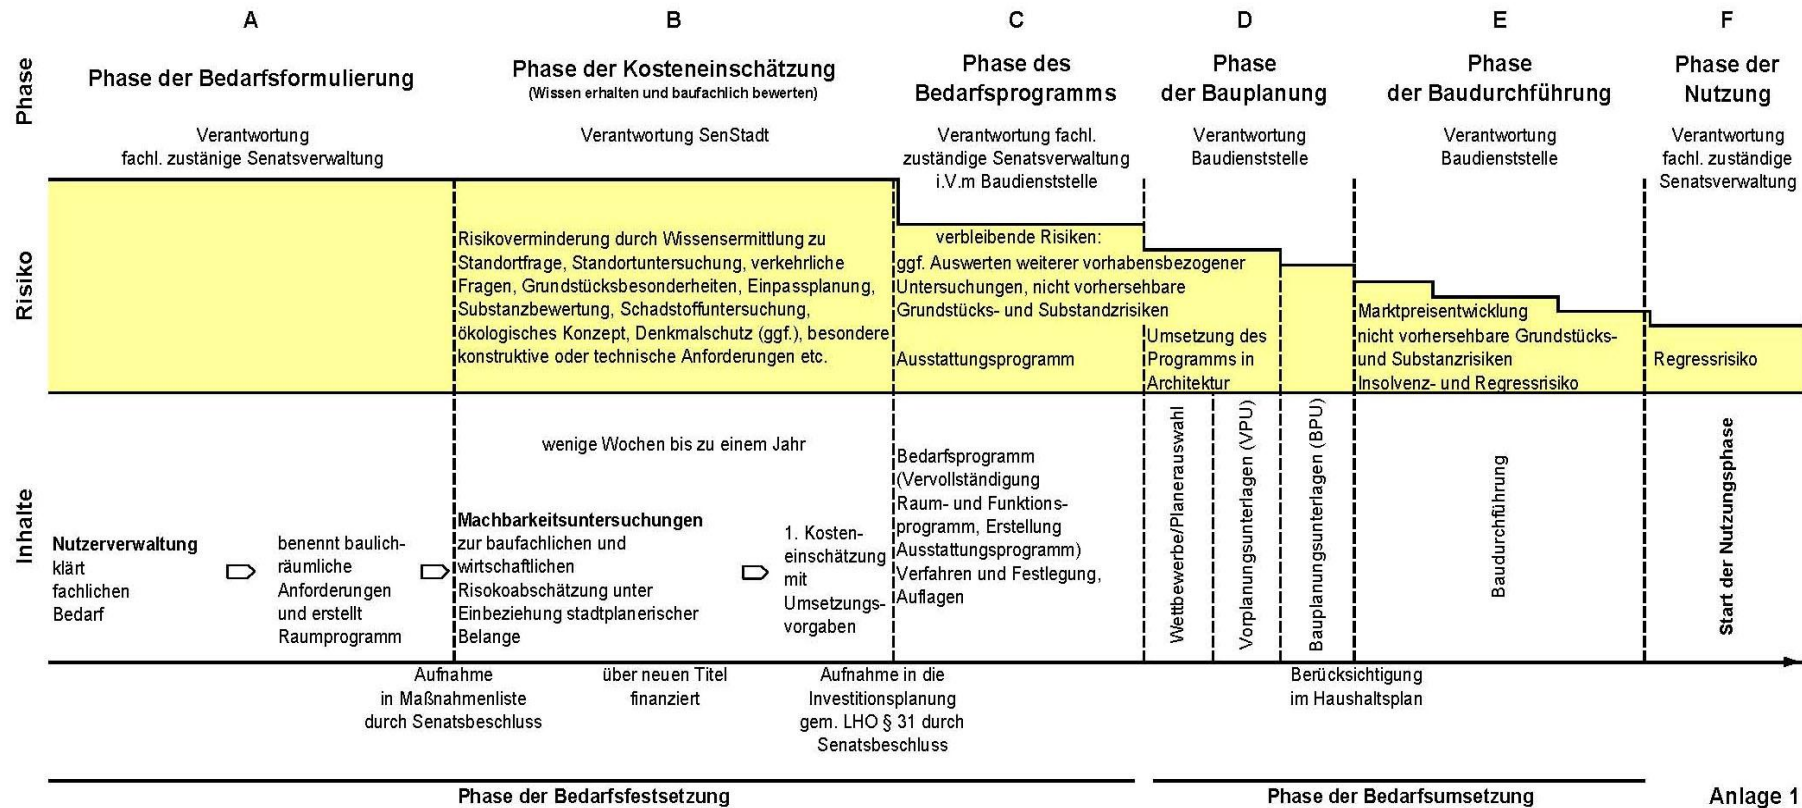 A
B
C
D
E
F
Phase
Phase der Bedarfsformulierung
Verantwortung
fachl. zustänige Senatsverwaltung
Phase der Kosteneinschätzung
(Wissen erhalten und baufachlich bewerten)
Verantwortung SenStadt
Phase des
Bedarfsprogramms
Verantwortung fachl.
zuständige Senatsverwaltung
i.V.m Baudienststelle
Phase
der Bauplanung
Verantwortung
Baudienststelle
Phase
der Baudurchführung
Verantwortung
Baudienststelle
Phase der
Nutzung
Verantwortung
fachl. zuständige
Senatsverwaltung
Risiko
Risikoverminderung durch Wissensermittlung zu
Standortfrage, Standortuntersuchung, verkehrliche
Fragen, Grundstücksbesonderheiten, Einpassplanung,
Substanzbewertung, Schadstoffuntersuchung,
ökologisches Konzept, Denkmalschutz (ggf.), besondere
konstruktive oder technische Anforderungen etc.
verbleibende Risiken:
ggf. Auswerten weiterer vorhabensbezogener
Untersuchungen, nicht vorhersehbare
Grundstücks- und Substandzrisiken
Ausstattungsprogramm
Umsetzung des
Programms in
Architektur
Marktpreisentwicklung
nicht vorhersehbare Grundstücks-
und Substanzrisiken
Insolvenz- und Regressrisiko
Regressrisiko
Inhalte
Nutzerverwaltung
klärt
fachlichen
Bedarf
benennt baulich-
räumliche
Anforderungen
und erstellt
Raumprogramm
wenige Wochen bis zu einem Jahr
Machbarkeitsuntersuchungen
zur baufachlichen und
wirtschaftlichen
Risokoabschätzung unter
Einbeziehung stadtplanerischer
Belange
1. Kosten-
einschätzung
mit
Umsetzungs-
vorgaben
Bedarfsprogramm
(Vervollständigung
Raum- und Funktions-
programm, Erstellung
Ausstattungsprogramm)
Verfahren und Festlegung,
Auflagen
Wettbewerbe/Planerauswahl
Vorplanungsunterlagen (VPU)
Bauplanungsunterlagen (BPU)
Baudurchführung
Start der Nutzungsphase
Aufnahme
in Maßnahmenliste
durch Senatsbeschluss
über neuen Titel
finanziert
Aufnahme in die
Investitionsplanung
gem. LHO § 31 durch
Senatsbeschluss
Berücksichtigung
im Haushaltsplan
Phase der Bedarfsfestsetzung
Phase der Bedarfsumsetzung
Anlage 1